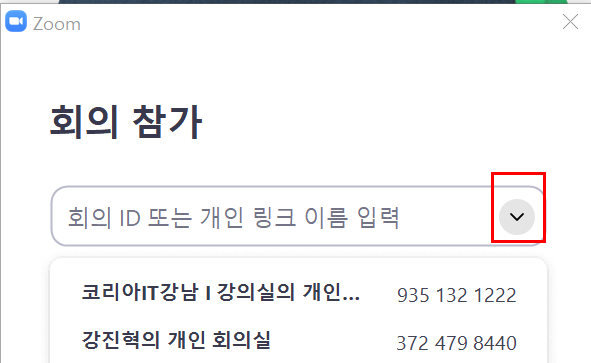 Zoom
회의 참가
회의 ID 또는 개인 링크 이름 입력
코리아IT강남 I 강의실의 개인... 935 132 1222
강진혁의 개인 회의실 372 479 8440